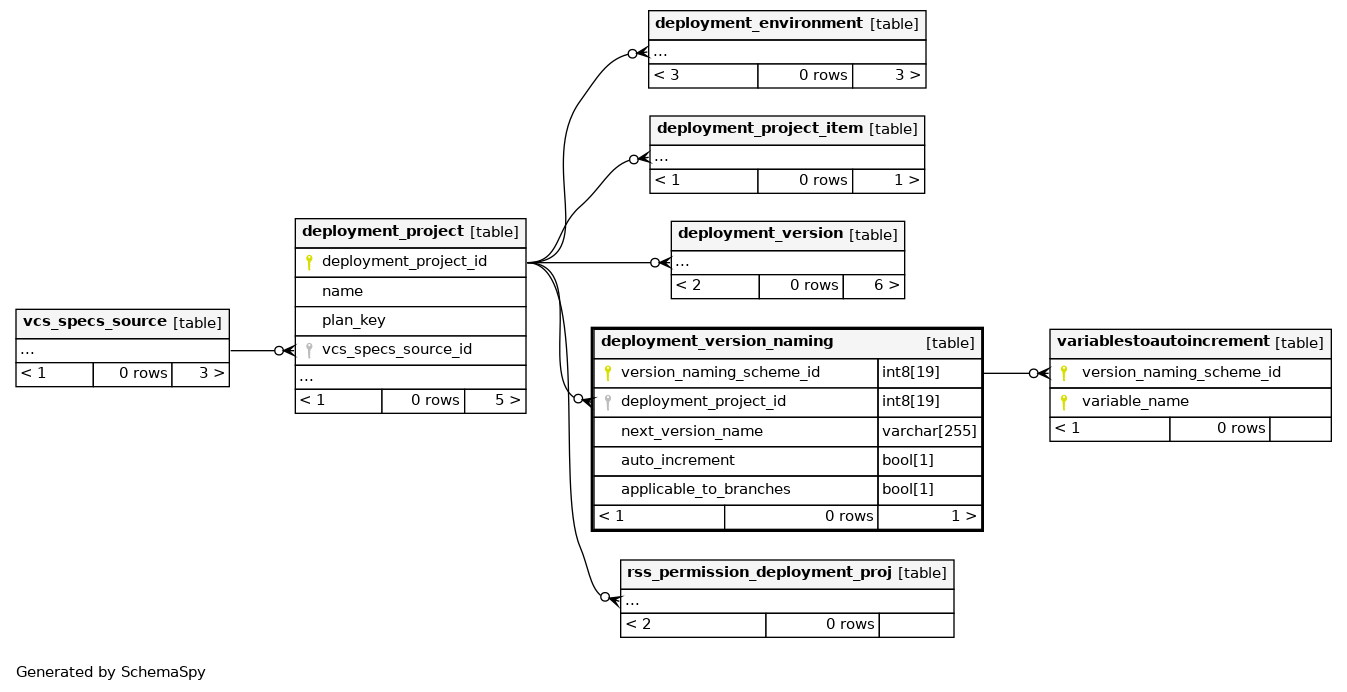 deployment_environment [table]
...
< 3 0 rows 3 >
deployment_project_item [table]
...
< 1 0 rows 1 >
deployment_version [table]
...
< 2 0 rows 6 >
deployment_project [table]
deployment_project_id
name
plan_key
vcs_specs_source_id
...
< 1 0 rows 5 >
vcs_specs_source [table]
...
< 1 0 rows 3 >
deployment_version_naming [table]
version_naming_scheme_id int8[19]
deployment_project_id int8[19]
next_version_name varchar[255]
auto_increment bool[1]
applicable_to_branches bool[1]
< 1 0 rows 1 >
variablestoautoincrement [table]
version_naming_scheme_id
variable_name
< 1 0 rows
rss_permission_deployment_proj [table]
...
< 2 0 rows
Generated by SchemaSpy